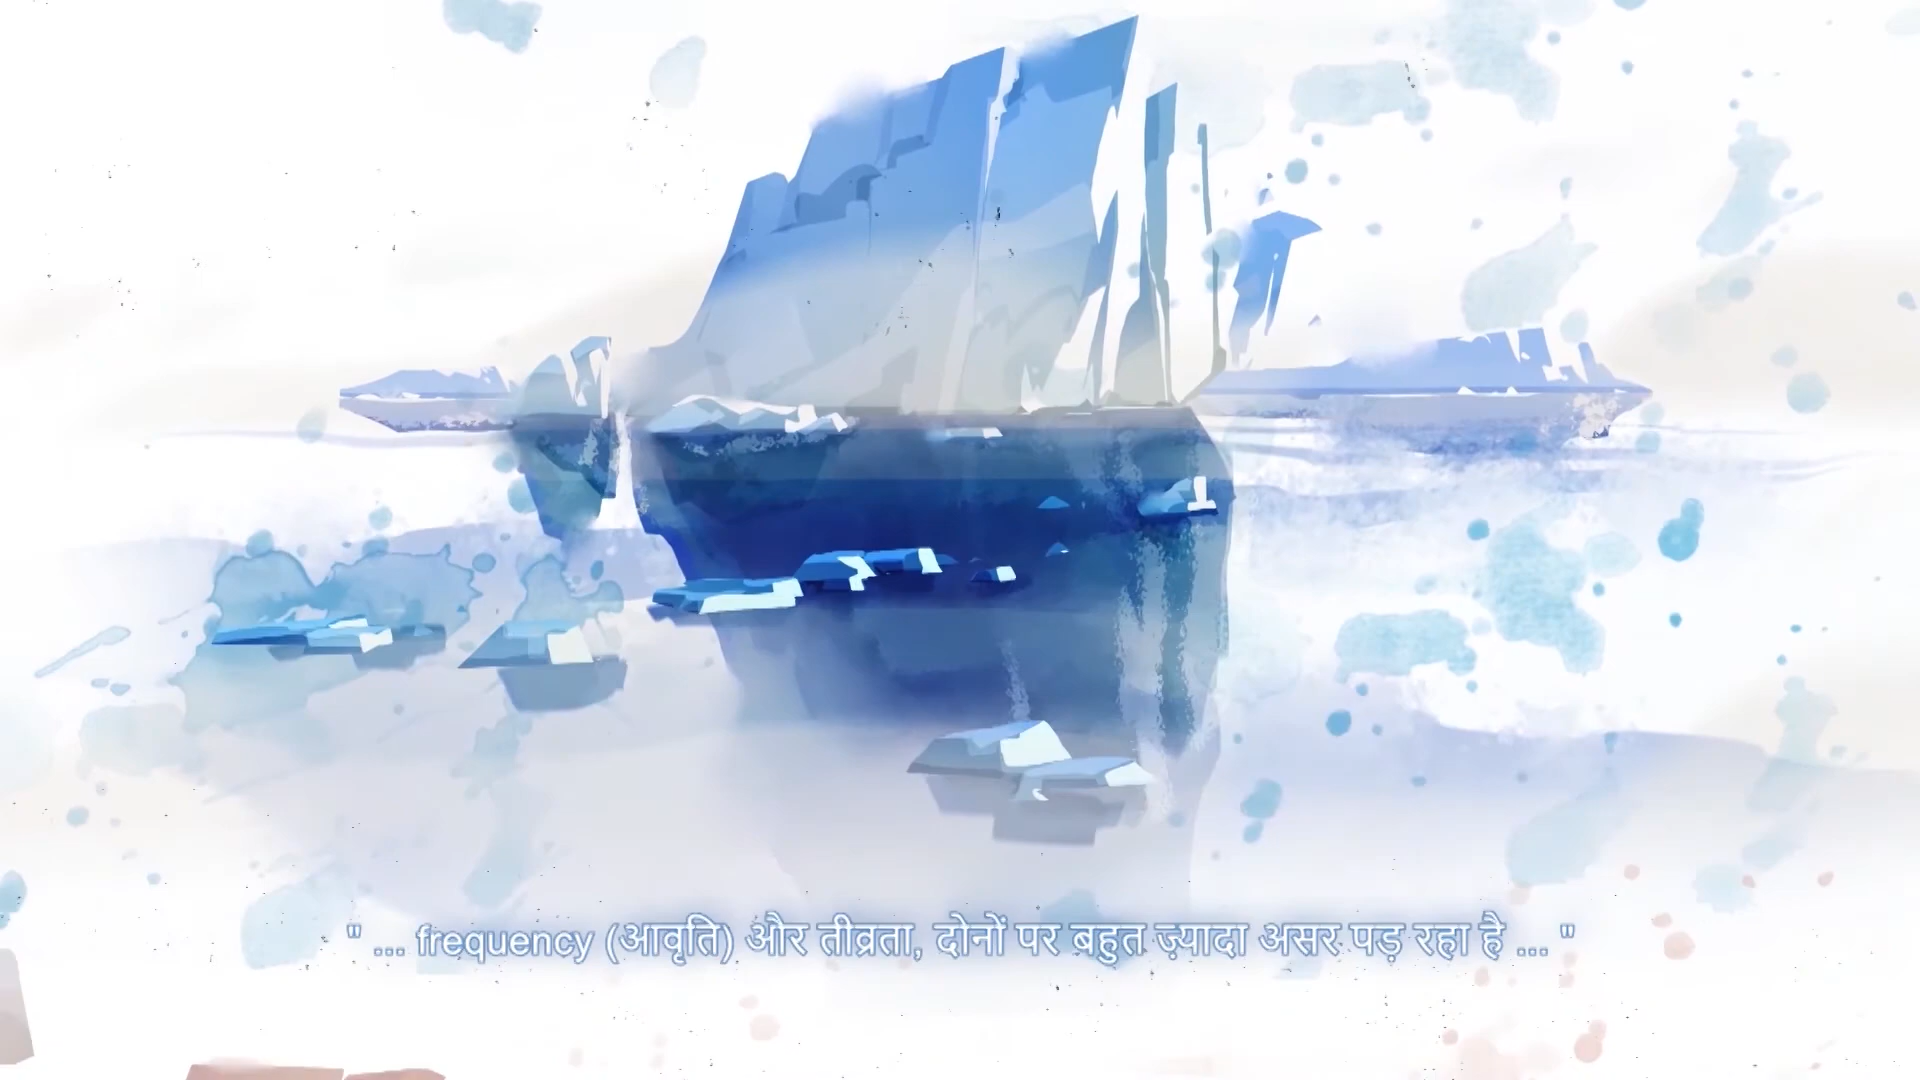 " ... frequency (आवृति) और तीव्रता, दोनों पर बहुत ज़्यादा असर पड़ रहा है ... "